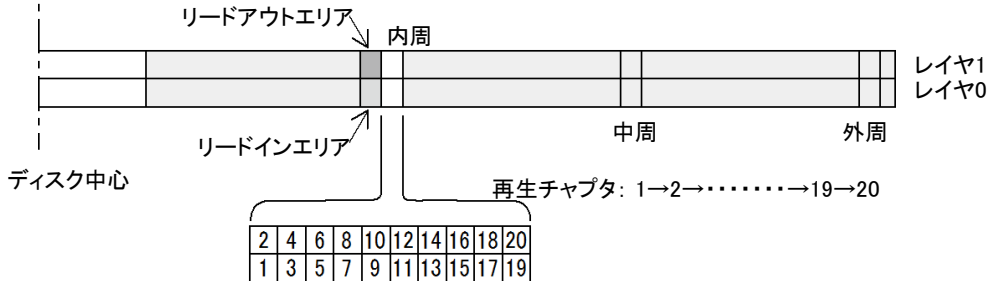 リードアウトエリア
内周
レイヤ1
レイヤ0
リードインエリア
中周
外周
ディスク中心
再生チャプタ: 1→2→・・・・・・・→19→20
2 4 6 8 10 12 14 16 18 20
1 3 5 7 9 11 13 15 17 19